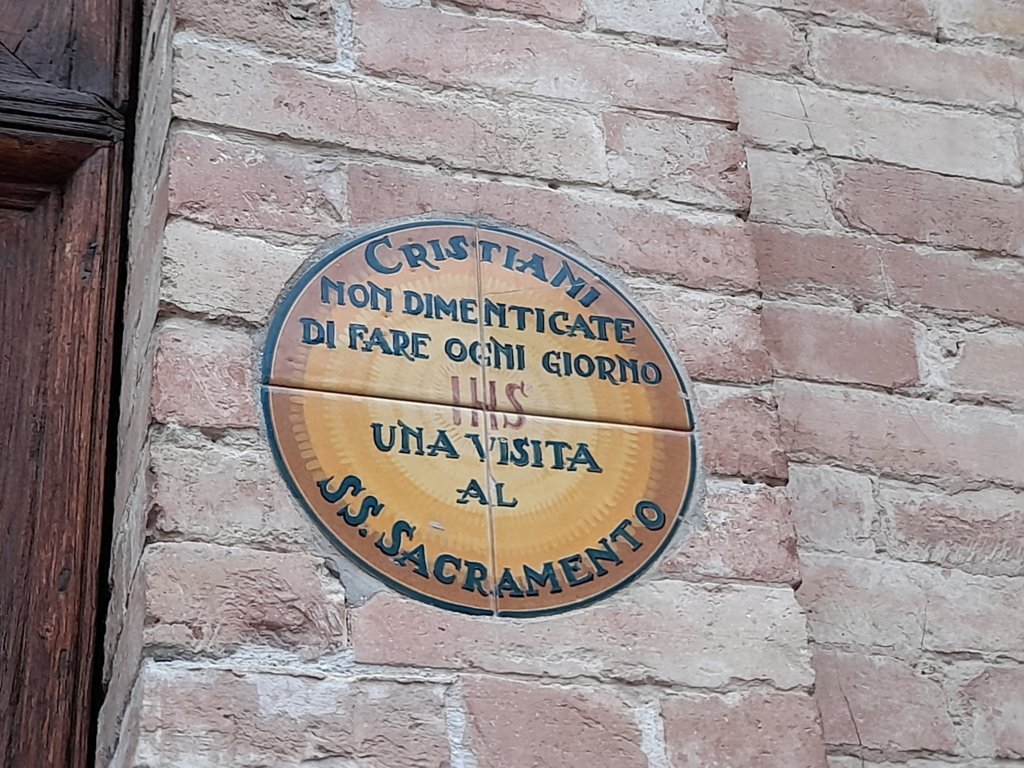 CRISTIANI
NON DIMENTICATE
DI FARE OGNI GIORNO
IHS
UNA VISITA
AL
SS. SACRAMENTO